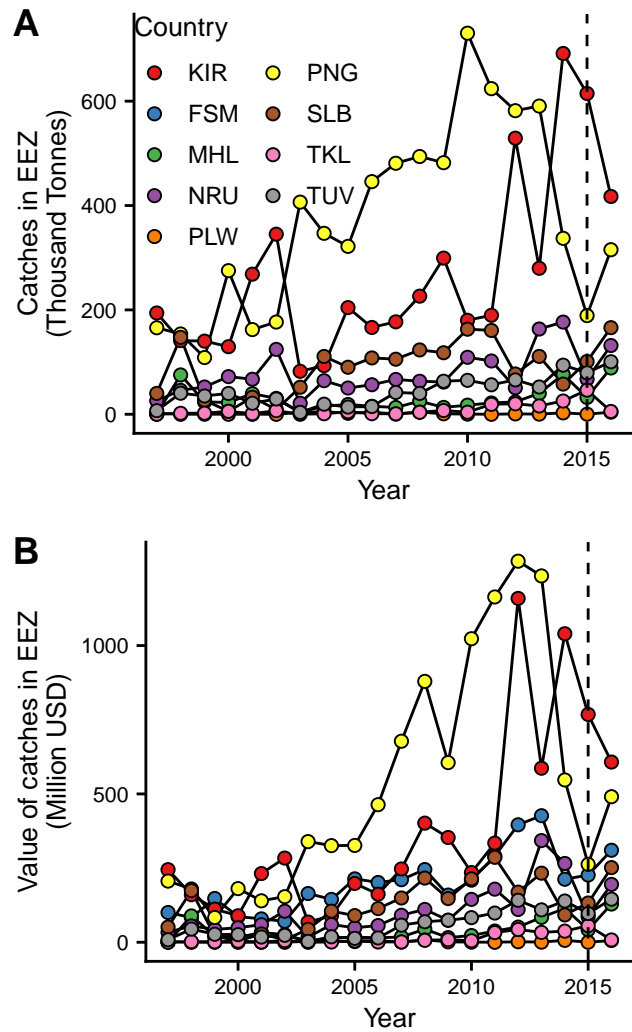 A
Country
KIR PNG
FSM SLB
MHL TKL
NRU TUV
PLW
Catches in EEZ
(Thousand Tonnes)
600
400
200
0
2000 2005 2010 2015
Year
B
Value of catches in EEZ
(Million USD)
1000
500
0
2000 2005 2010 2015
Year